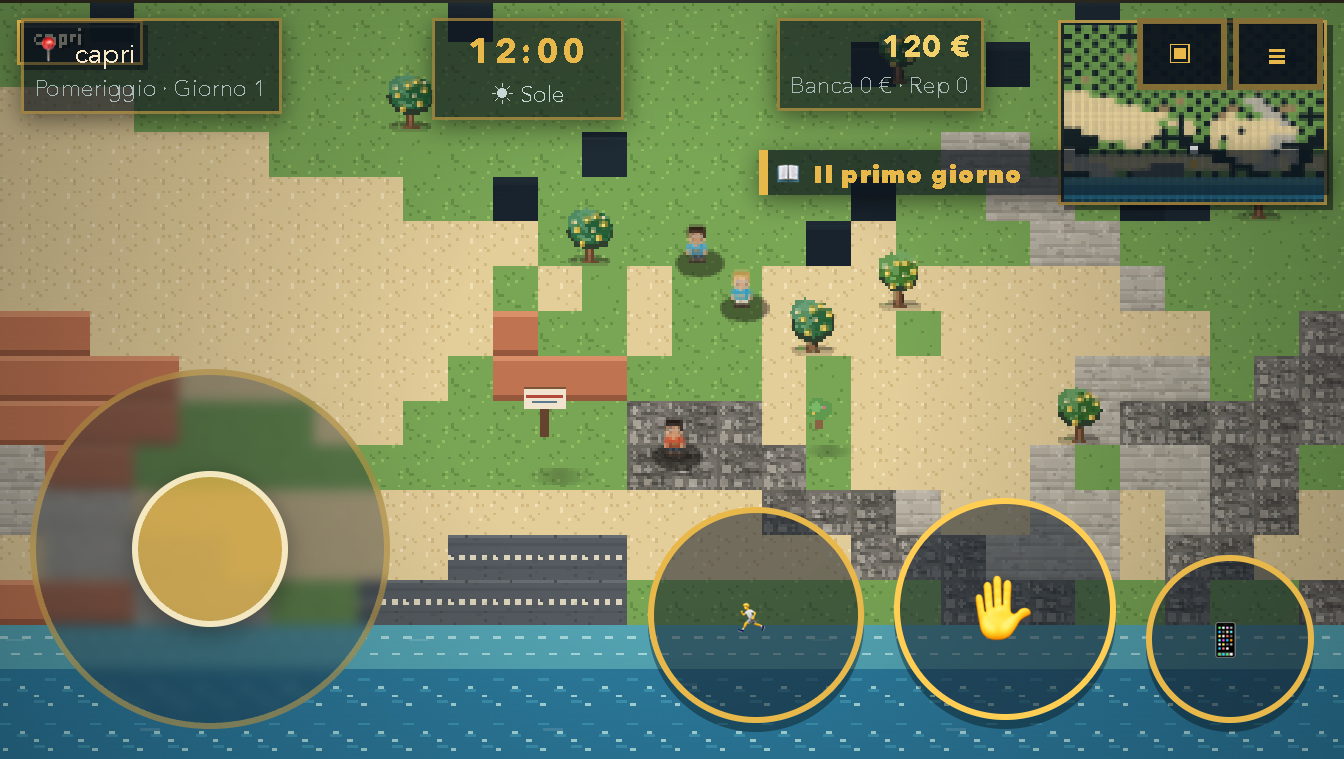 capri
capri
Pomeriggio · Giorno 1
12:00
☀ Sole
120 €
Banca 0 € · Rep 0
Il primo giorno